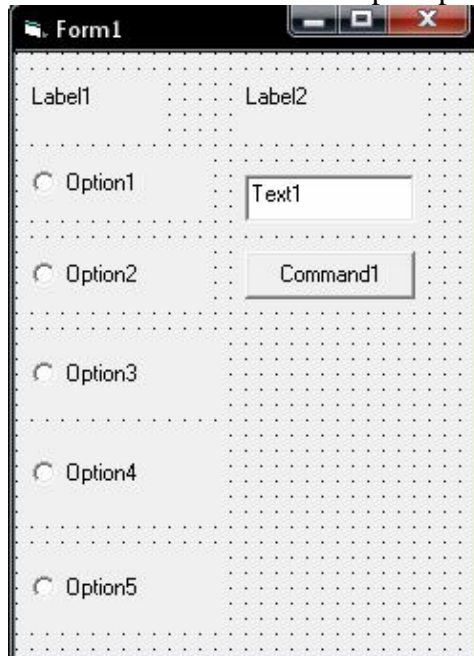 Form1
Label1
Label2
Option1
Text1
Option2
Command1
Option3
Option4
Option5